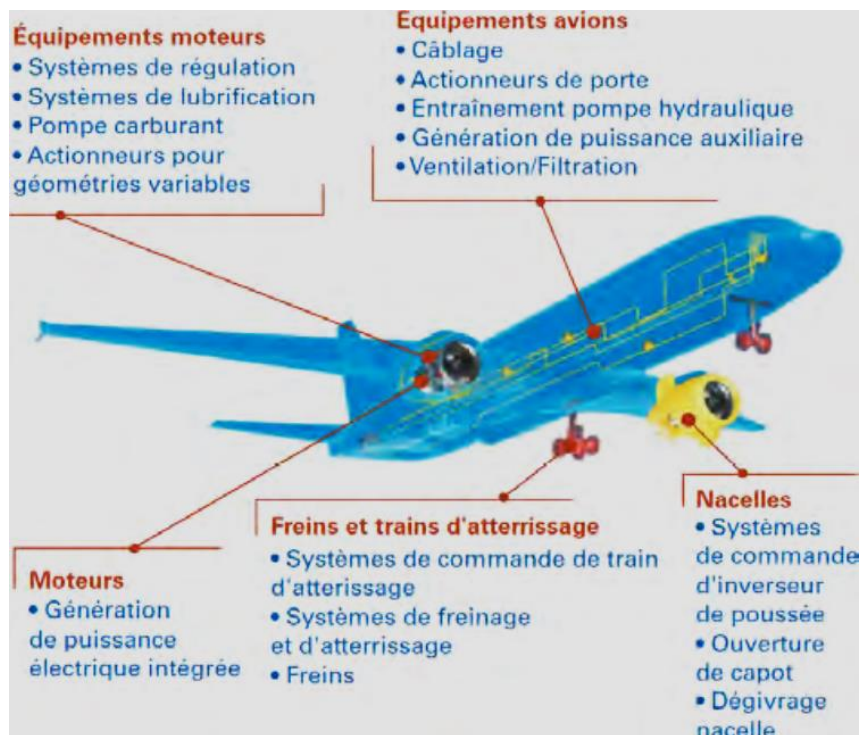 Équipements moteurs
• Systèmes de régulation
• Systèmes de lubrification
• Pompe carburant
• Actionneurs pour
géométries variables
Equipements avions
• Câblage
• Actionneurs de porte
• Entraînement pompe hydraulique
• Génération de puissance auxiliaire
• Ventilation/Filtration
Moteurs
• Génération
de puissance
électrique intégrée
Freins et trains d'atterrissage
• Systèmes de commande de train
d'atterissage
• Systèmes de freinage
et d'atterrissage
• Freins
Nacelles
• Systèmes
de commande
d'inverseur
de poussée
• Ouverture
de capot
• Dégivrage
nacelle